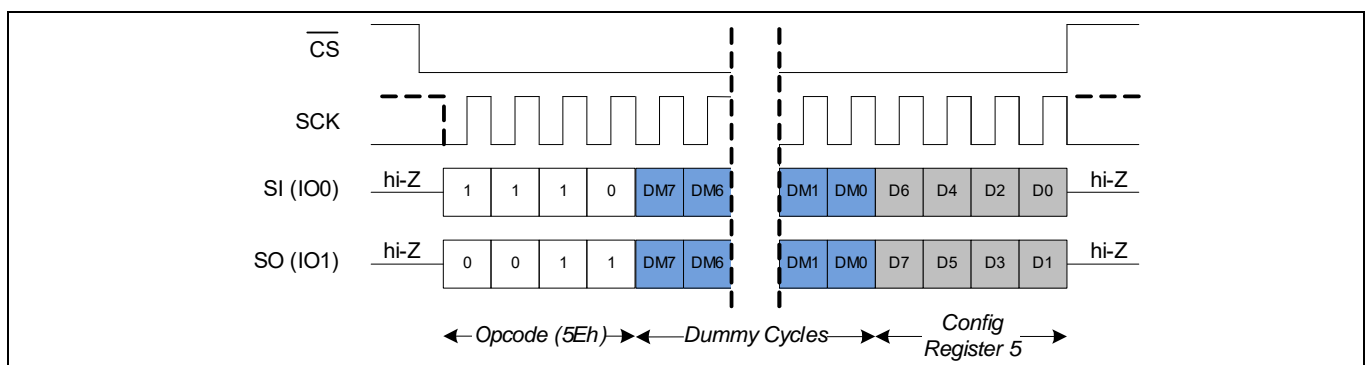 CS
SCK
SI (IO0) hi-Z 1 1 1 0 DM7 DM6 DM1 DM0 D6 D4 D2 D0 hi-Z
SO (IO1) hi-Z 0 0 1 1 DM7 DM6 DM1 DM0 D7 D5 D3 D1 hi-Z
Opcode (5Eh) Dummy Cycles Config
Register 5